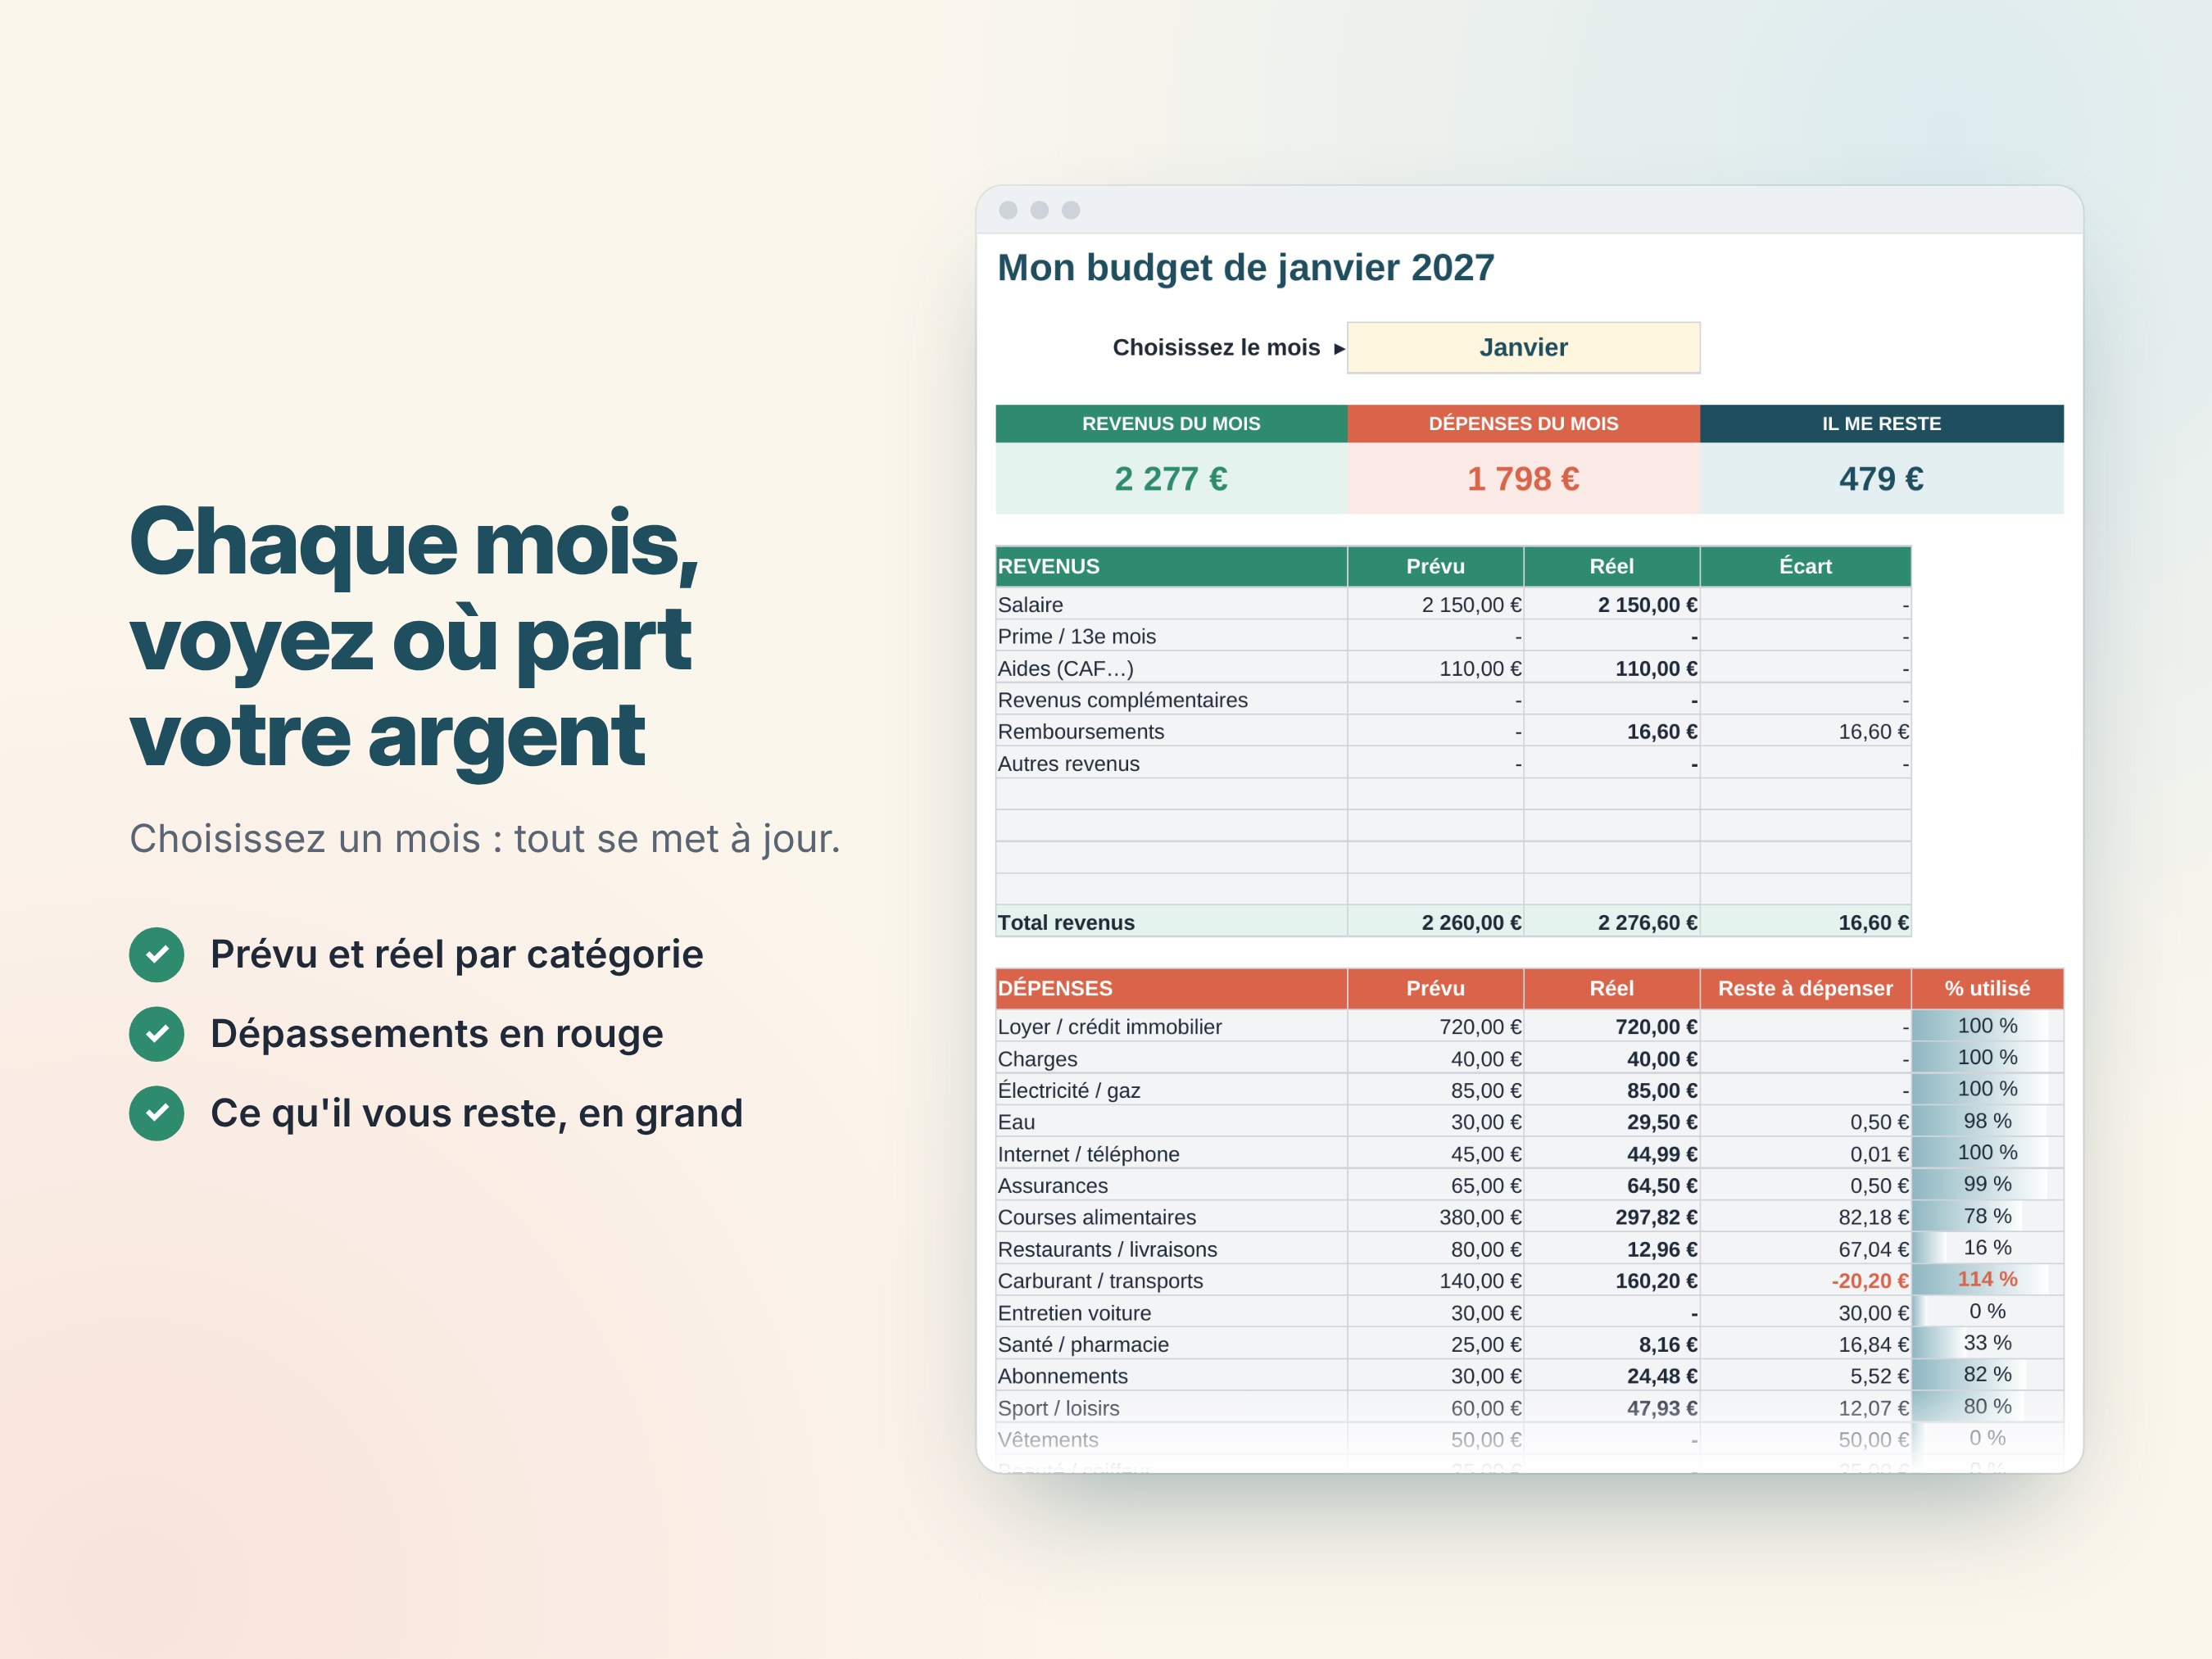 Chaque mois,
voyez où part
votre argent
Choisissez un mois : tout se met à jour.
Prévu et réel par catégorie
Dépassements en rouge
Ce qu'il vous reste, en grand
Mon budget de janvier 2027
Choisissez le mois ▸ Janvier
REVENUS DU MOIS DÉPENSES DU MOIS IL ME RESTE
2 277 € 1 798 € 479 €
REVENUS Prévu Réel Écart
Salaire 2 150,00 € 2 150,00 € -
Prime / 13e mois - - -
Aides (CAF…) 110,00 € 110,00 € -
Revenus complémentaires - - -
Remboursements - 16,60 € 16,60 €
Autres revenus - - -
Total revenus 2 260,00 € 2 276,60 € 16,60 €
DÉPENSES Prévu Réel Reste à dépenser % utilisé
Loyer / crédit immobilier 720,00 € 720,00 € - 100 %
Charges 40,00 € 40,00 € - 100 %
Électricité / gaz 85,00 € 85,00 € - 100 %
Eau 30,00 € 29,50 € 0,50 € 98 %
Internet / téléphone 45,00 € 44,99 € 0,01 € 100 %
Assurances 65,00 € 64,50 € 0,50 € 99 %
Courses alimentaires 380,00 € 297,82 € 82,18 € 78 %
Restaurants / livraisons 80,00 € 12,96 € 67,04 € 16 %
Carburant / transports 140,00 € 160,20 € -20,20 € 114 %
Entretien voiture 30,00 € - 30,00 € 0 %
Santé / pharmacie 25,00 € 8,16 € 16,84 € 33 %
Abonnements 30,00 € 24,48 € 5,52 € 82 %
Sport / loisirs 60,00 € 47,93 € 12,07 € 80 %
Vêtements 50,00 € - 50,00 € 0 %